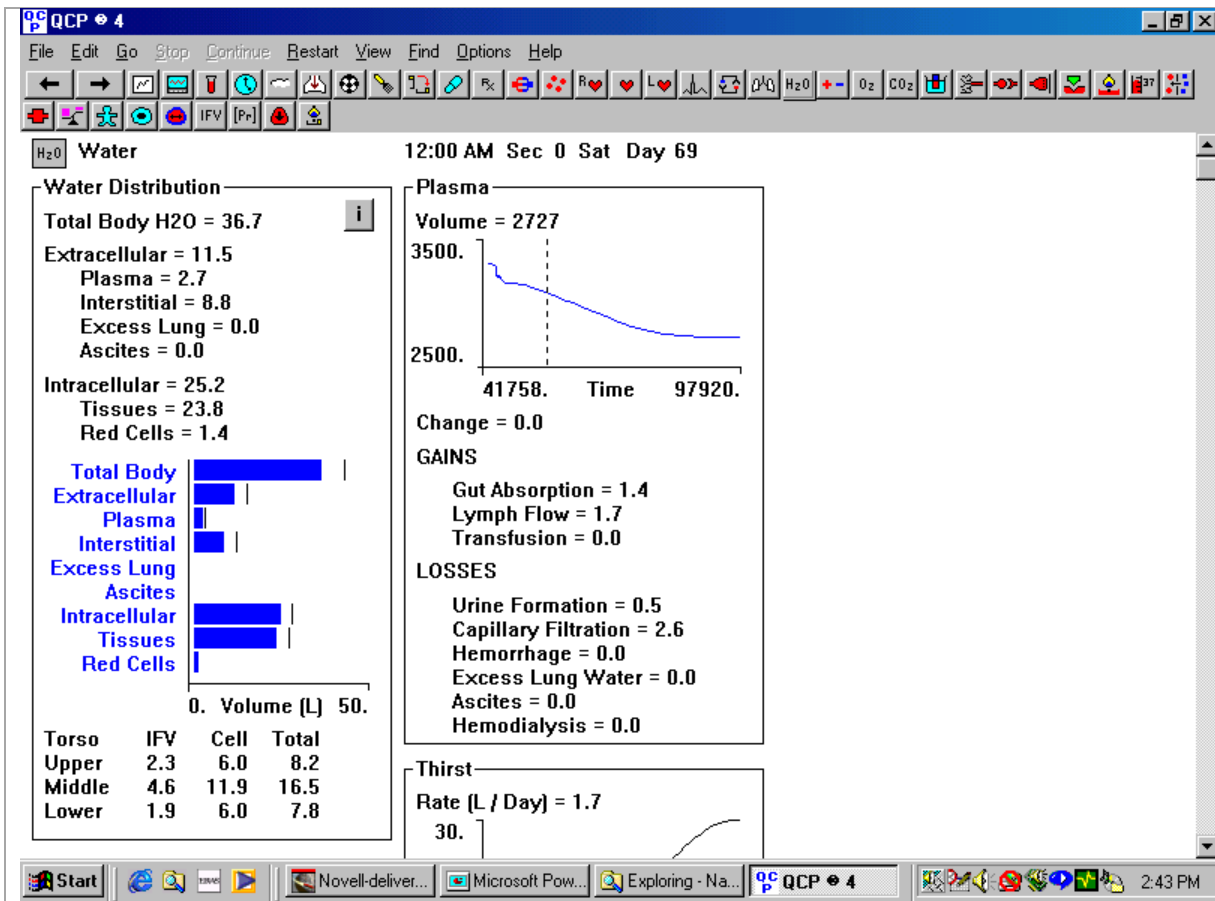 QCP QCP ® 4
File Edit Go Stop Continue Restart View Find Options Help
Rx R L H2O + - O2 CO2 37
IFV [Pr]
H2O Water 12:00 AM Sec 0 Sat Day 69
Water Distribution
Total Body H2O = 36.7 i
Extracellular = 11.5
Plasma = 2.7
Interstitial = 8.8
Excess Lung = 0.0
Ascites = 0.0
Intracellular = 25.2
Tissues = 23.8
Red Cells = 1.4
Total Body
Extracellular
Plasma
Interstitial
Excess Lung
Ascites
Intracellular
Tissues
Red Cells
0. Volume (L) 50.
Torso IFV Cell Total
Upper 2.3 6.0 8.2
Middle 4.6 11.9 16.5
Lower 1.9 6.0 7.8
Plasma
Volume = 2727
3500.
2500.
41758. Time 97920.
Change = 0.0
GAINS
Gut Absorption = 1.4
Lymph Flow = 1.7
Transfusion = 0.0
LOSSES
Urine Formation = 0.5
Capillary Filtration = 2.6
Hemorrhage = 0.0
Excess Lung Water = 0.0
Ascites = 0.0
Hemodialysis = 0.0
Thirst
Rate (L / Day) = 1.7
30.
Start Novell-deliver... Microsoft Pow... Exploring - Na... QCP QCP ® 4 2:43 PM